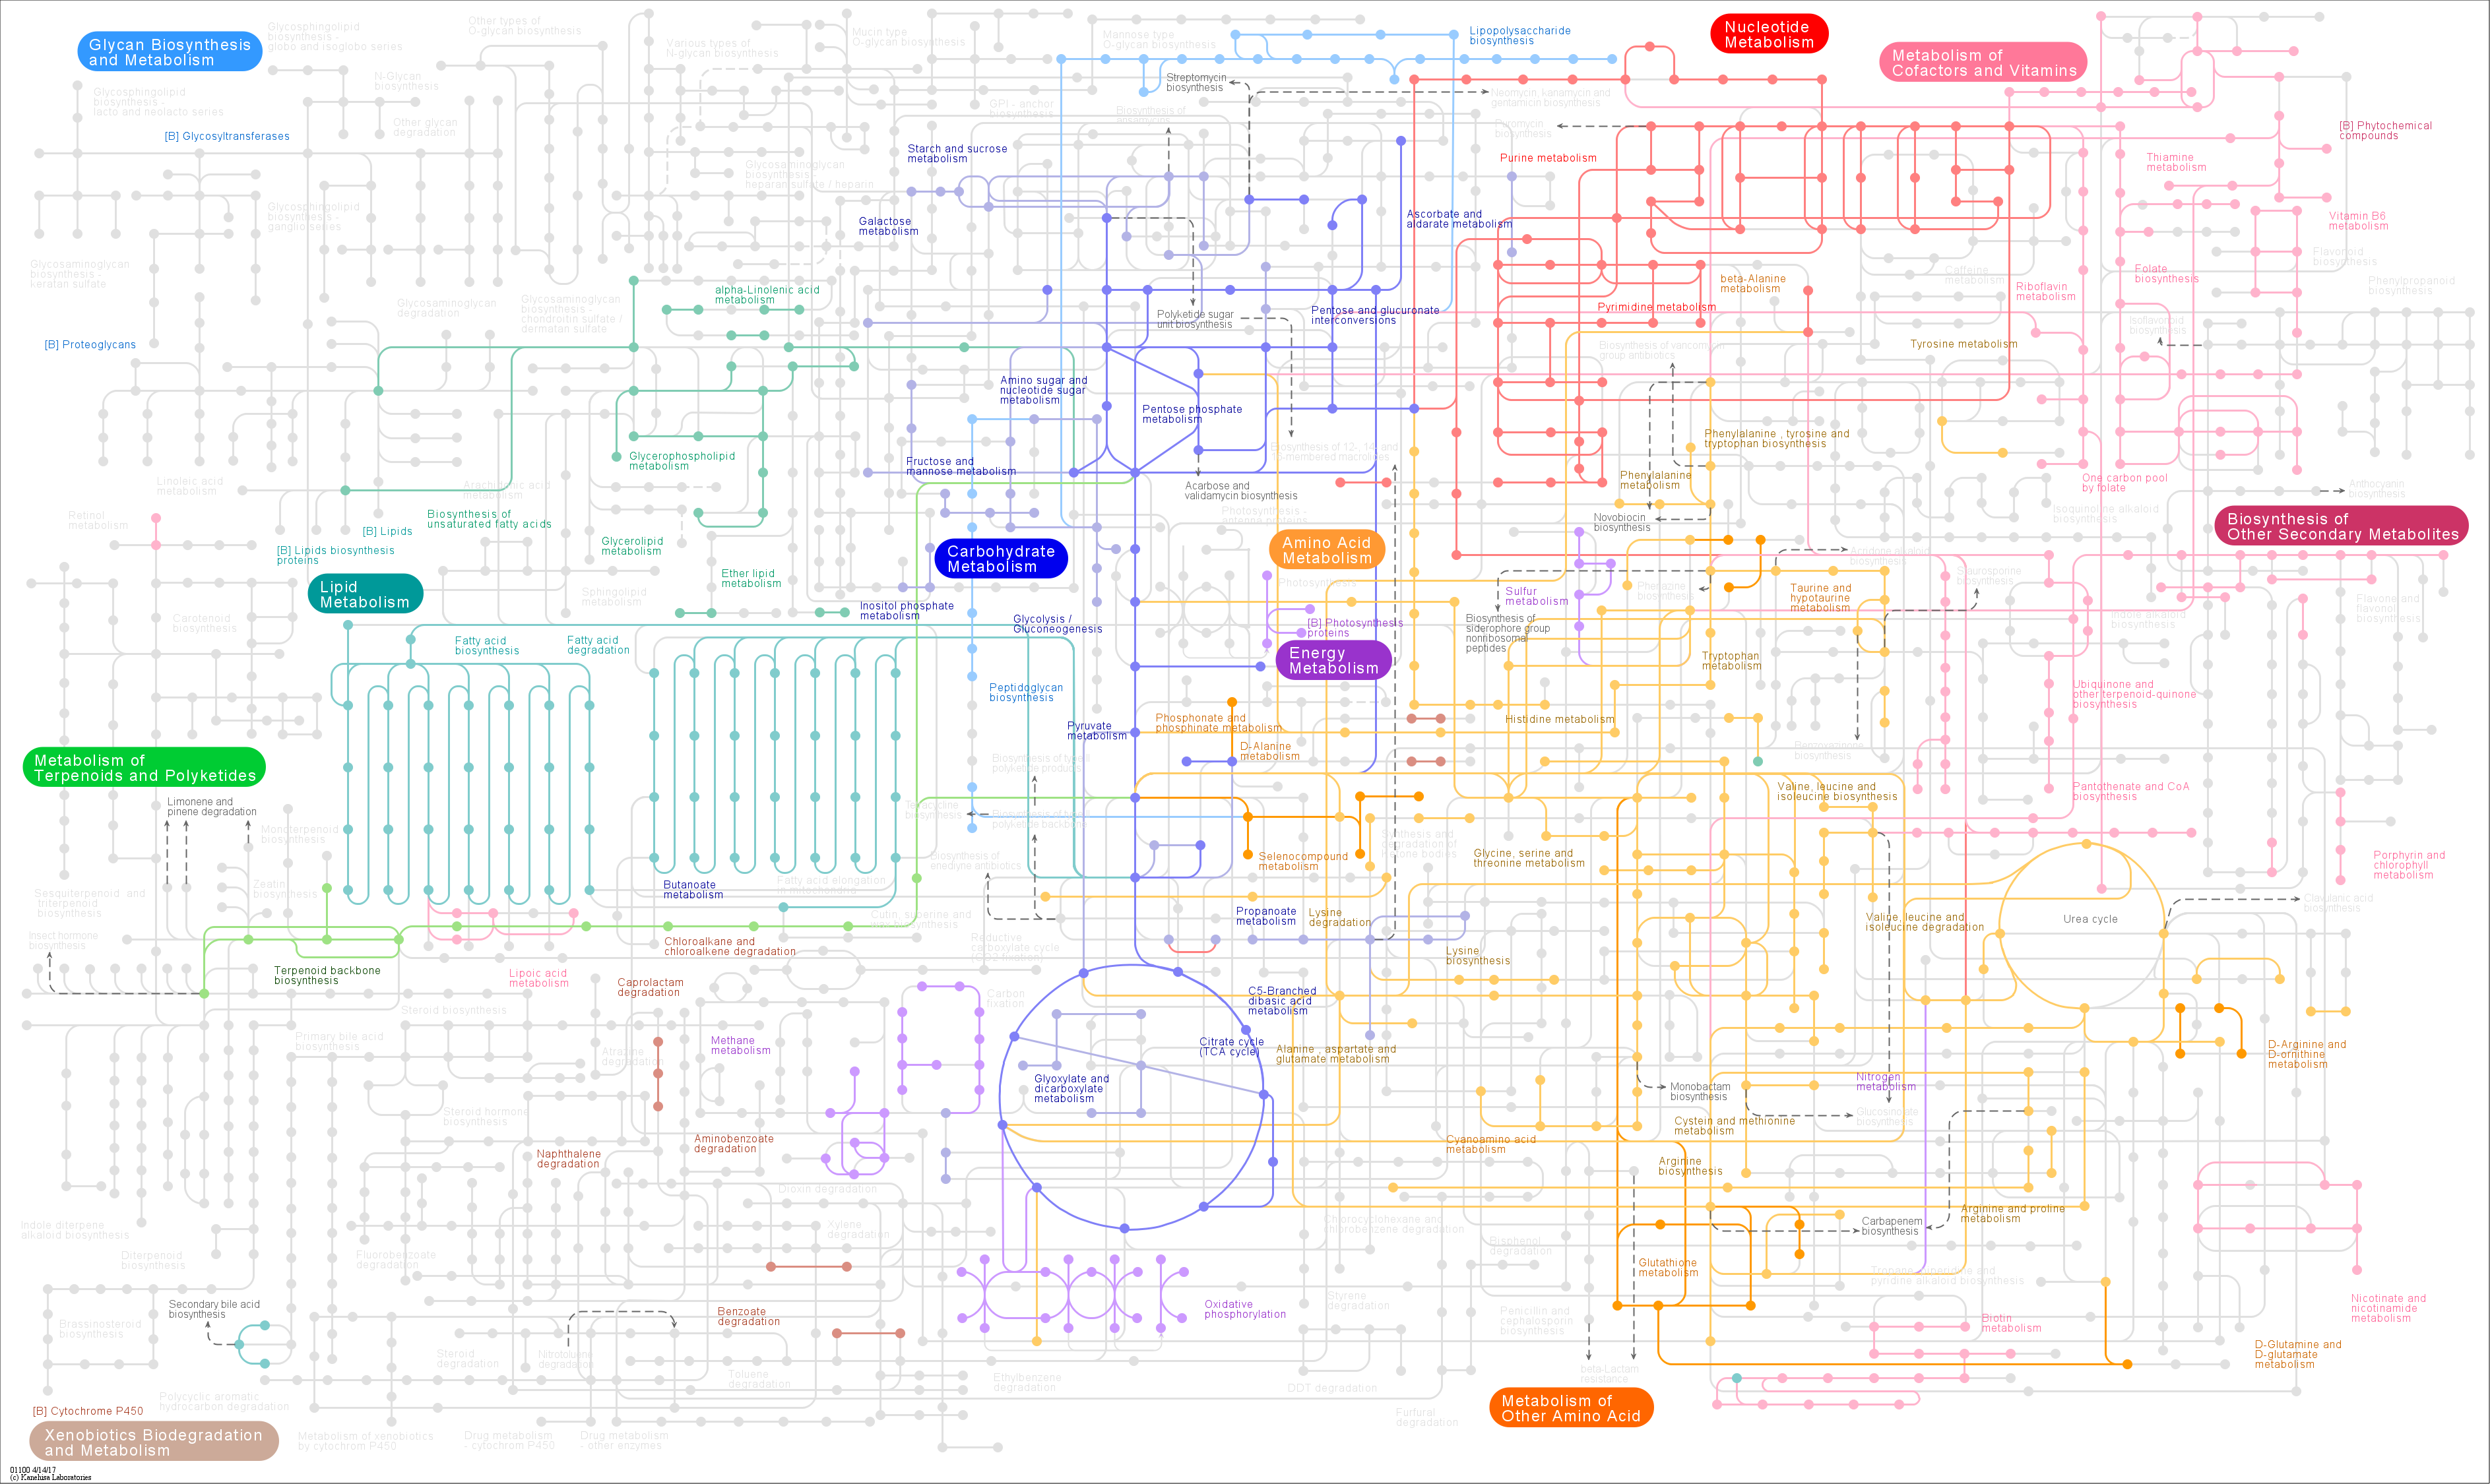 Glycan Biosynthesis
and Metabolism
Glycosphingolipid
biosynthesis -
globo and isoglobo series
Other types of
O-glycan biosynthesis
Various types of
N-glycan biosynthesis
Mucin type
O-glycan biosynthesis
Mannose type
O-glycan biosynthesis
Lipopolysaccharide
biosynthesis
Nucleotide
Metabolism
Metabolism of
Cofactors and Vitamins
N-Glycan
biosynthesis
Glycosphingolipid
biosynthesis -
lacto and neolacto series
Other glycan
degradation
GPI - anchor
biosynthesis
Streptomycin
biosynthesis
Biosynthesis of
Neomycin, kanamycin and
gentamicin biosynthesis
Puromycin
biosynthesis
[B] Phytochemical
compounds
[B] Glycosyltransferases
Starch and sucrose
metabolism
Purine metabolism
Thiamine
metabolism
Glycosaminoglycan
biosynthesis -
heparan sulfate / heparin
Glycosphingolipid
biosynthesis -
ganglio series
Galactose
metabolism
Ascorbate and
aldarate metabolism
Vitamin B6
metabolism
Glycosaminoglycan
biosynthesis -
keratan sulfate
Flavonoid
biosynthesis
Folate
biosynthesis
Caffeine
metabolism
Riboflavin
metabolism
Phenylpropanoid
biosynthesis
beta-Alanine
metabolism
alpha-Linolenic acid
metabolism
Glycosaminoglycan
degradation
Glycosaminoglycan
biosynthesis -
chondroitin sulfate /
dermatan sulfate
Polyketide sugar
unit biosynthesis
Pentose and glucuronate
interconversions
Pyrimidine metabolism
Isoflavonoid
biosynthesis
[B] Proteoglycans
Biosynthesis of vancomycin
group antibiotics
Tyrosine metabolism
Amino sugar and
nucleotide sugar
metabolism
Pentose phosphate
metabolism
Phenylalanine , tyrosine and
tryptophan biosynthesis
Biosynthesis of 12-, 14- and
16-membered macrolides
Glycerophospholipid
metabolism
Fructose and
mannose metabolism
Linoleic acid
metabolism
Arachidonic acid
metabolism
Acarbose and
validamycin biosynthesis
Phenylalanine
metabolism
One carbon pool
by folate
Anthocyanin
biosynthesis
Retinol
metabolism
Biosynthesis of
unsaturated fatty acids
[B] Lipids
Photosynthesis -
antenna proteins
Novobiocin
biosynthesis
Isoquinoline alkaloid
biosynthesis
Biosynthesis of
Other Secondary Metabolites
[B] Lipids biosynthesis
proteins
Glycerolipid
metabolism
Carbohydrate
Metabolism
Amino Acid
Metabolism
Acridone alkaloid
biosynthesis
Lipid
Metabolism
Ether lipid
metabolism
Sphingolipid
metabolism
Photosynthesis
Sulfur
metabolism
Phenazine
biosynthesis
Taurine and
hypotaurine
metabolism
Staurosporine
biosynthesis
Flavone and
flavonol
biosynthesis
Inositol phosphate
metabolism
Carotenoid
biosynthesis
Glycolysis /
Gluconeogenesis
[B] Photosynthesis
proteins
Biosynthesis of
siderophore group
nonribosomal
peptides
Indole alkaloid
biosynthesis
Fatty acid
biosynthesis
Fatty acid
degradation
Energy
Metabolism
Tryptophan
metabolism
Peptidoglycan
biosynthesis
Ubiquinone and
other terpenoid-quinone
biosynthesis
Pyruvate
metabolism
Phosphonate and
phosphinate metabolism
Histidine metabolism
D-Alanine
metabolism
Benzoxazinone
biosynthesis
Metabolism of
Terpenoids and Polyketides
Biosynthesis of type II
polyketide products
Valine, leucine and
isoleucine biosynthesis
Pantothenate and CoA
biosynthesis
Limonene and
pinene degradation
Tetracycline
biosynthesis
Biosynthesis of type II
polyketide backbone
Monoterpenoid
biosynthesis
Synthesis and
degradation of
ketone bodies
Biosynthesis of
enediyne antibiotics
Selenocompound
metabolism
Glycine, serine and
threonine metabolism
Porphyrin and
chlorophyll
metabolism
Zeatin
biosynthesis
Butanoate
metabolism
Fatty acid elongation
in mitochondria
Sesquiterpenoid and
triterpenoid
biosynthesis
Cutin, suberine and
wax biosynthesis
Propanoate
metabolism
Lysine
degradation
Valine, leucine and
isoleucine degradation
Urea cycle
Clavulanic acid
biosynthesis
Insect hormone
biosynthesis
Chloroalkane and
chloroalkene degradation
Reductive
carboxylate cycle
(CO2 fixation)
Lysine
biosynthesis
Terpenoid backbone
biosynthesis
Lipoic acid
metabolism
Caprolactam
degradation
Carbon
fixation
C5-Branched
dibasic acid
metabolism
Steroid biosynthesis
Primary bile acid
biosynthesis
Atrazine
degradation
Methane
metabolism
Citrate cycle
(TCA cycle)
Alanine , aspartate and
glutamate metabolism
D-Arginine and
D-ornithine
metabolism
Glyoxylate and
dicarboxylate
metabolism
Nitrogen
metabolism
Monobactam
biosynthesis
Steroid hormone
biosynthesis
Glucosinolate
biosynthesis
Cystein and methionine
metabolism
Aminobenzoate
degradation
Cyanoamino acid
metabolism
Naphthalene
degradation
Arginine
biosynthesis
Dioxin degradation
Arginine and proline
metabolism
Indole diterpene
alkaloid biosynthesis
Xylene
degradation
Chlorocyclohexane and
chlorobenzene degradation
Carbapenem
biosynthesis
Diterpenoid
biosynthesis
Fluorobenzoate
degradation
Bisphenol
degradation
Glutathione
metabolism
Tropane, piperidine and
pyridine alkaloid biosynthesis
Secondary bile acid
biosynthesis
Benzoate
degradation
Oxidative
phosphorylation
Styrene
degradation
Penicillin and
cephalosporin
biosynthesis
Biotin
metabolism
Nicotinate and
nicotinamide
metabolism
Brassinosteroid
biosynthesis
Steroid
degradation
Nitrotoluene
degradation
Toluene
degradation
Ethylbenzene
degradation
DDT degradation
beta-Lactam
resistance
D-Glutamine and
D-glutamate
metabolism
Polycyclic aromatic
hydrocarbon degradation
Metabolism of
Other Amino Acid
Furfural
degradation
[B] Cytochrome P450
Xenobiotics Biodegradation
and Metabolism
Metabolism of xenobiotics
by cytochrom P450
Drug metabolism
- cytochrom P450
Drug metabolism
- other enzymes
01100 4/14/17
(c) Kanehisa Laboratories